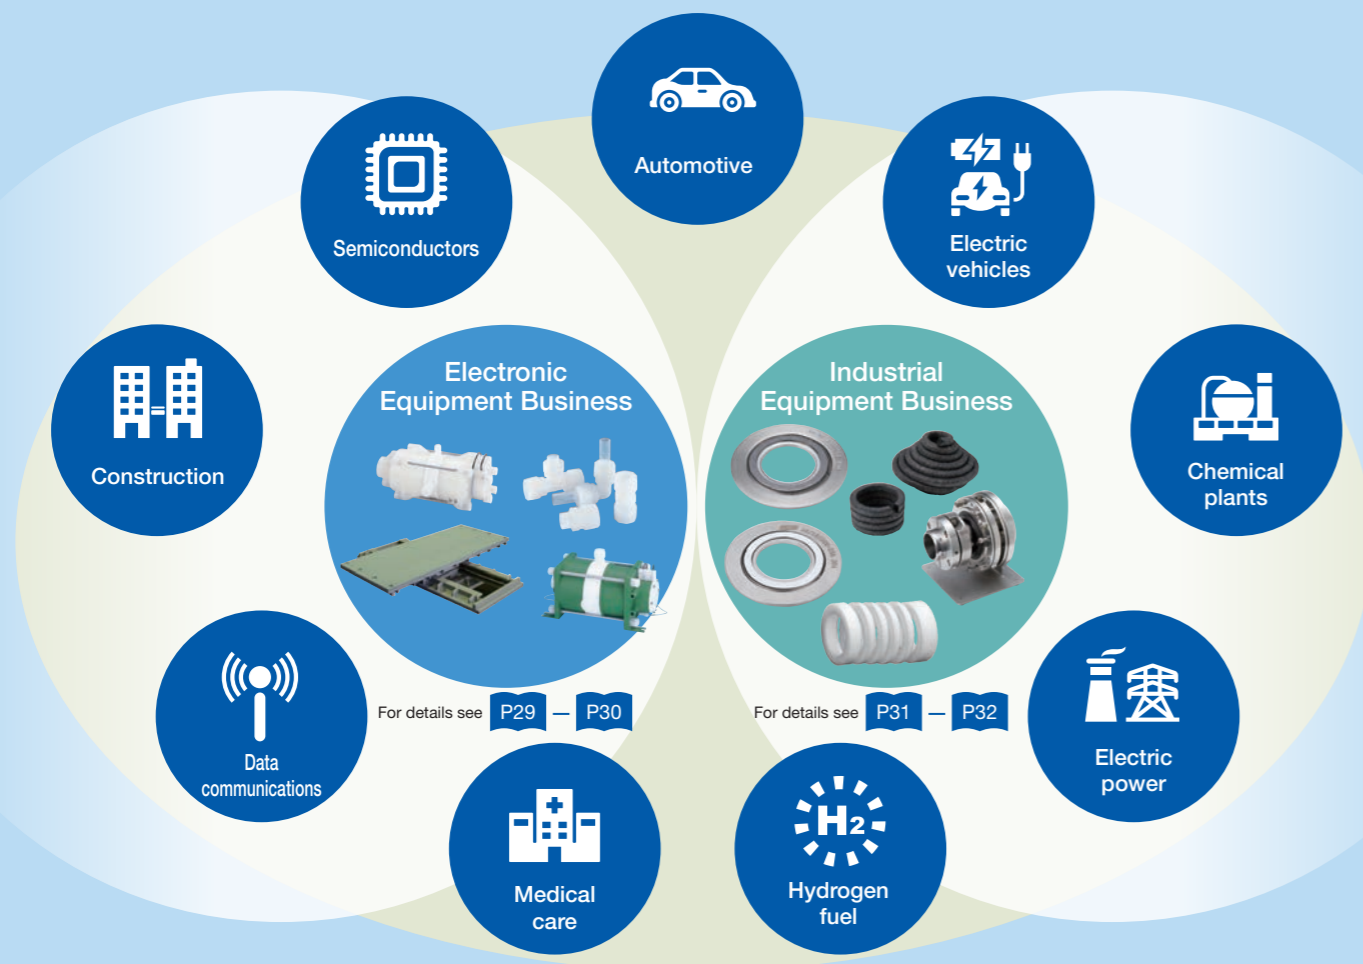 Automotive
Semiconductors
Electric
vehicles
Construction
Electronic
Equipment Business
Industrial
Equipment Business
Chemical
plants
Data
communications
For details see P29 — P30
For details see P31 — P32
Electric
power
Medical
care
H2
Hydrogen
fuel